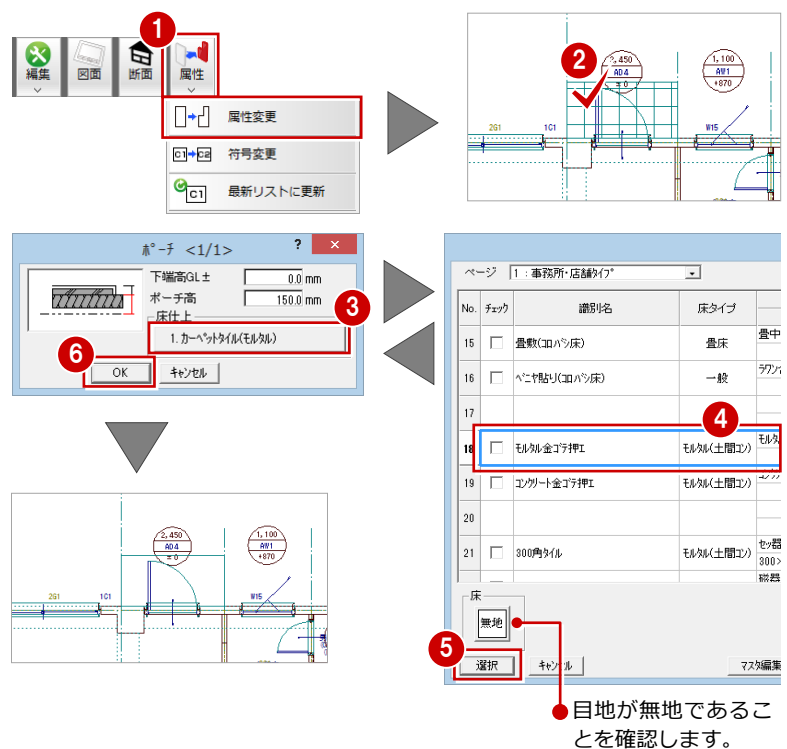 1
編集
図面
断面
属性
属性変更
C1 C2 符号変更
C1 最新リストに更新
2
2,450
AD4
±0
1,100
AW1
+870
2G1
1C1
W15
ポーチ <1/1> ? ×
下端高GL± 0.0 mm
ポーチ高 150.0 mm
床仕上
3
1. カーペットタイル(モルタル)
6
OK キャンセル
ページ 1 : 事務所・店舗タイプ
No. チェック 識別名 床タイプ
15 畳敷(コロバシ床) 畳床 畳中
16 ベニヤ貼り(コロバシ床) 一般
17
4
18 モルタル金ゴテ押エ モルタル(土間コン)
19 コンクリート金ゴテ押エ モルタル(土間コン)
20
21 300角タイル モルタル(土間コン) セッ器
300×
磁器
床
無地
5
選択 キャンセル マスタ編集
目地が無地であるこ
とを確認します。
2,450
AD4
±0
1,100
AW1
+870
2G1
1C1
W15